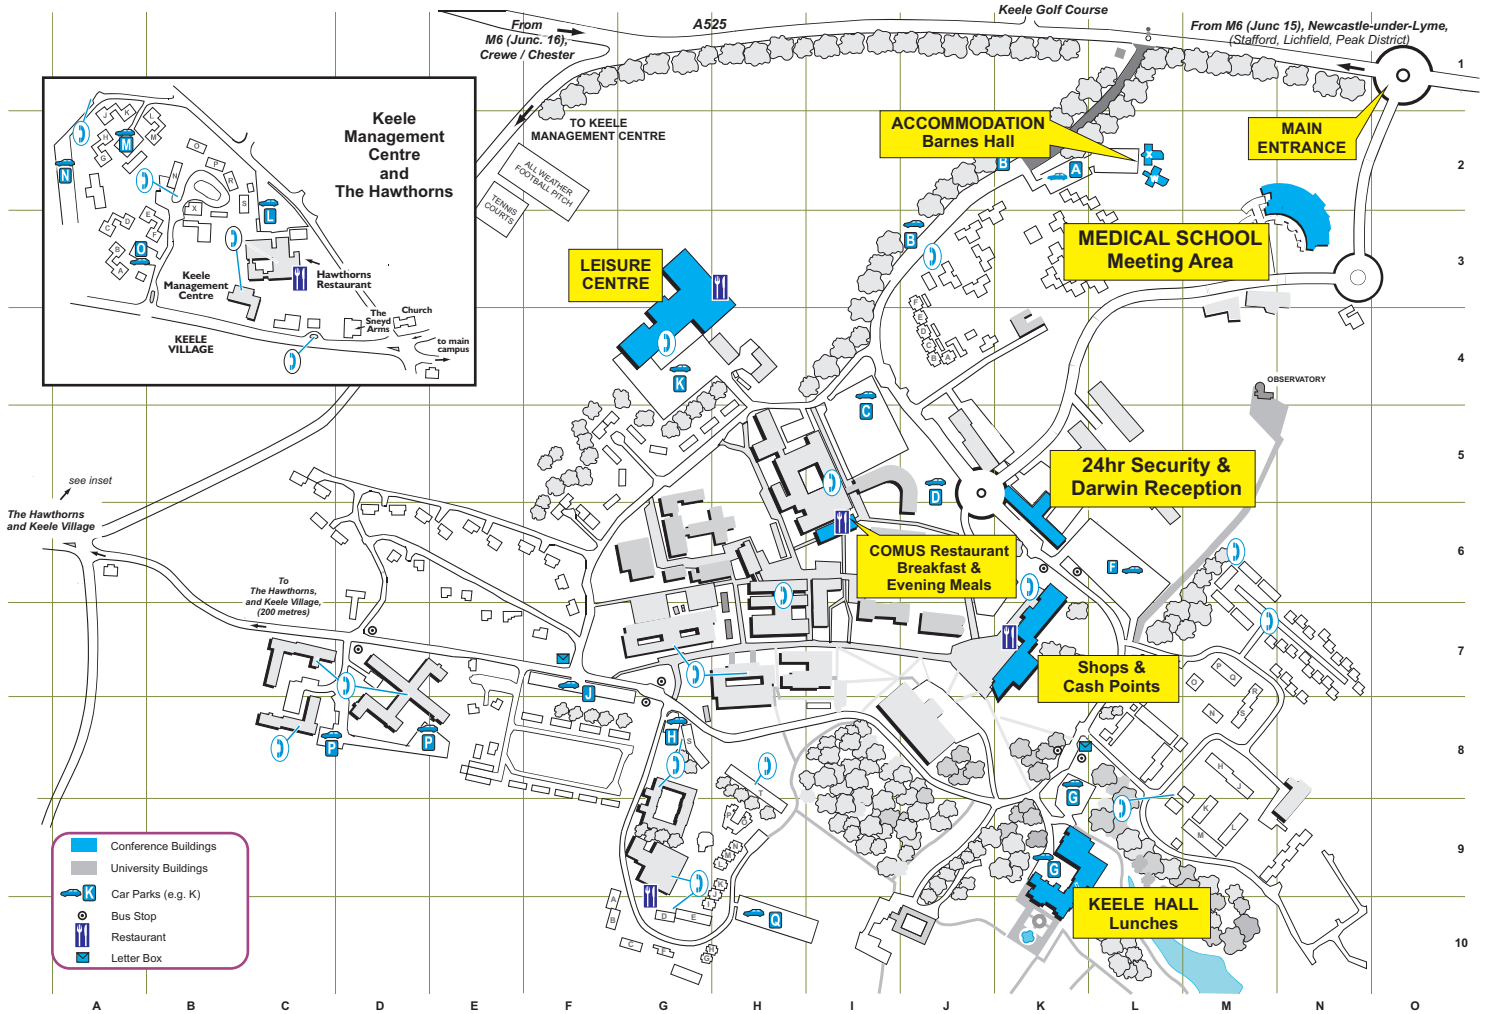 Keele Golf Course
From
M6 (Junc. 16),
Crewe / Chester
A525
From M6 (Junc 15), Newcastle-under-Lyme,
(Stafford, Lichfield, Peak District)
TO KEELE
MANAGEMENT CENTRE
ACCOMMODATION
Barnes Hall
MAIN
ENTRANCE
Keele
Management
Centre
and
The Hawthorns
J
K
L
M
H
G
M
N
O
P
N
R
S
X
L
E
D
C
F
B
A
O
Hawthorns
Restaurant
Keele
Management
Centre
The
Sneyd
Arms
Church
KEELE
VILLAGE
to main
campus
ALL WEATHER
FOOTBALL PITCH
TENNIS
COURTS
B
A
X
W
B
MEDICAL SCHOOL
Meeting Area
LEISURE
CENTRE
F
E
D
C
B
A
K
C
OBSERVATORY
see inset
The Hawthorns
and Keele Village
24hr Security &
Darwin Reception
D
COMUS Restaurant
Breakfast &
Evening Meals
F
To
The Hawthorns,
and Keele Village,
(200 metres)
Shops &
Cash Points
P
Q
O
R
N
S
J
H
S
P
P
T
H
J
K
L
M
G
P
O
N
M
L
K
J
I
G
A
B
D
E
C
F
H
G
Q
KEELE HALL
Lunches
Conference Buildings
University Buildings
K
Car Parks (e.g. K)
Bus Stop
Restaurant
Letter Box
1
2
3
4
5
6
7
8
9
10
A B C D E F G H I J K L M N O